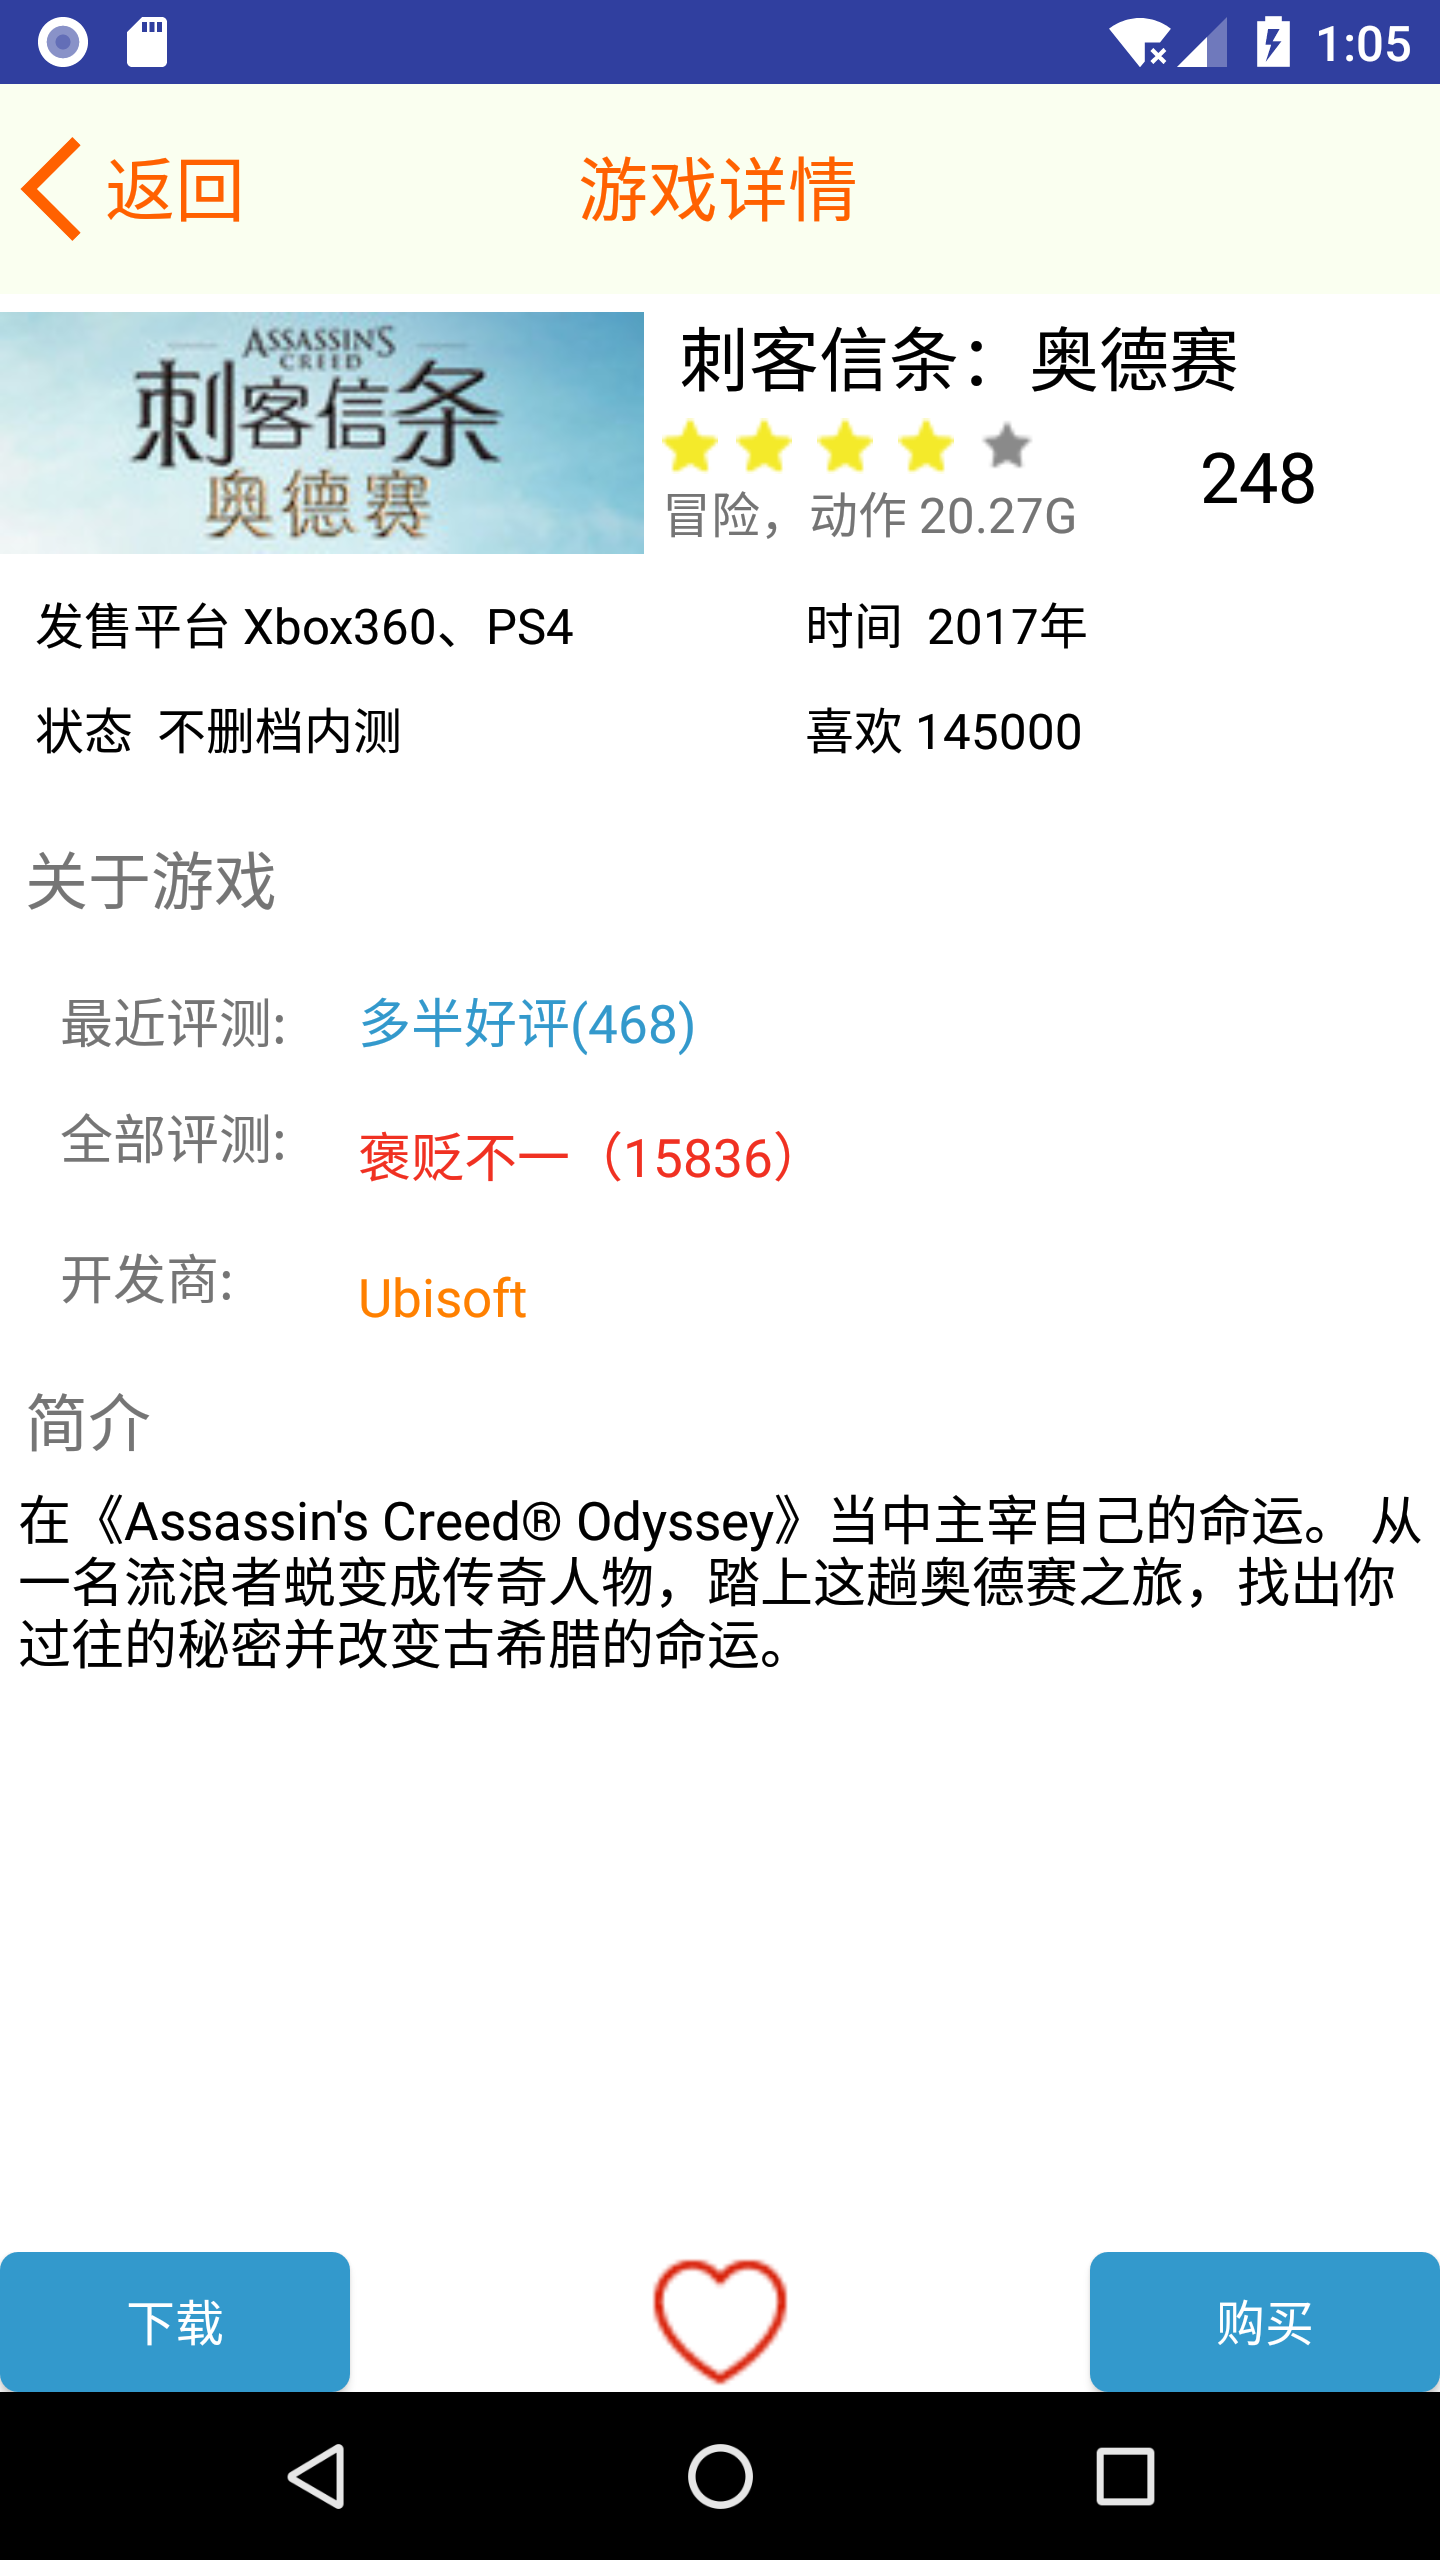 1:05
返回
游戏详情
ASSASSIN'S
CREED
刺客信条
奥德赛
刺客信条：奥德赛
248
冒险，动作 20.27G
发售平台 Xbox360、PS4
时间 2017年
状态 不删档内测
喜欢 145000
关于游戏
最近评测:
多半好评(468)
全部评测:
褒贬不一（15836）
开发商:
Ubisoft
简介
在《Assassin's Creed® Odyssey》当中主宰自己的命运。 从
一名流浪者蜕变成传奇人物，踏上这趟奥德赛之旅，找出你
过往的秘密并改变古希腊的命运。
下载
购买